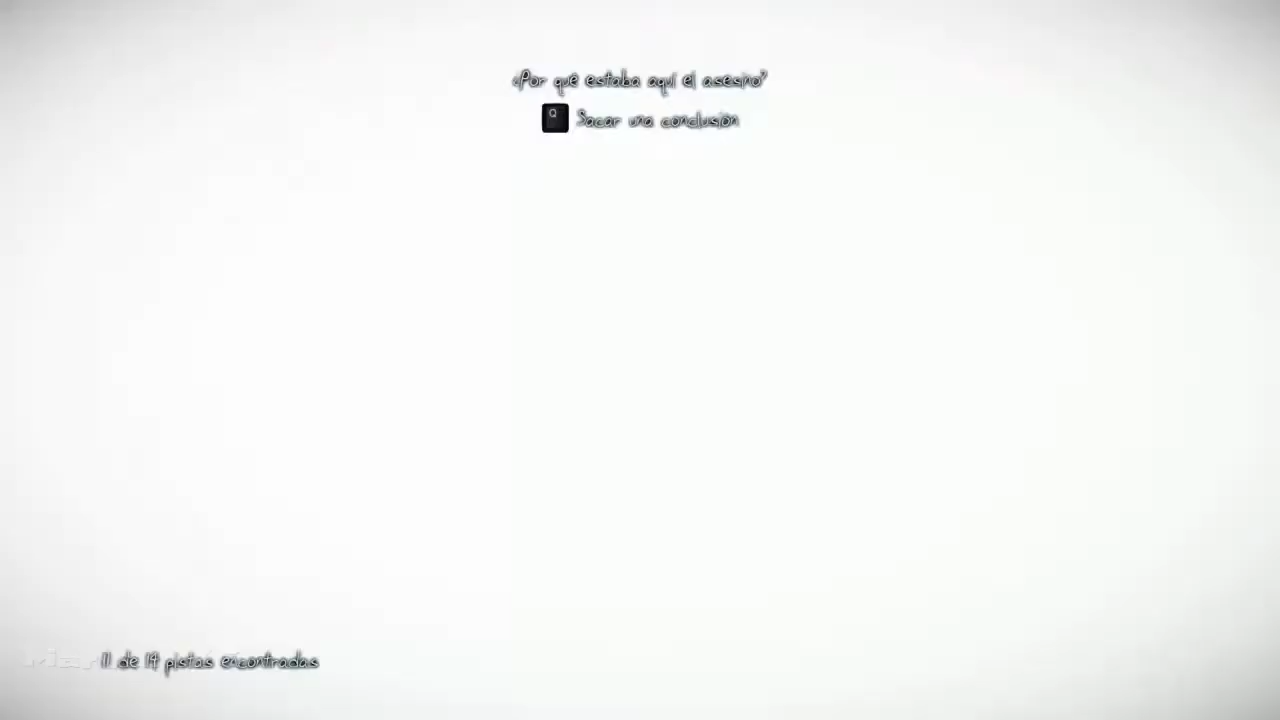 ¿Por qué estaba aquí el asesino?
Q Sacar una conclusión
11 de 14 pistas encontradas